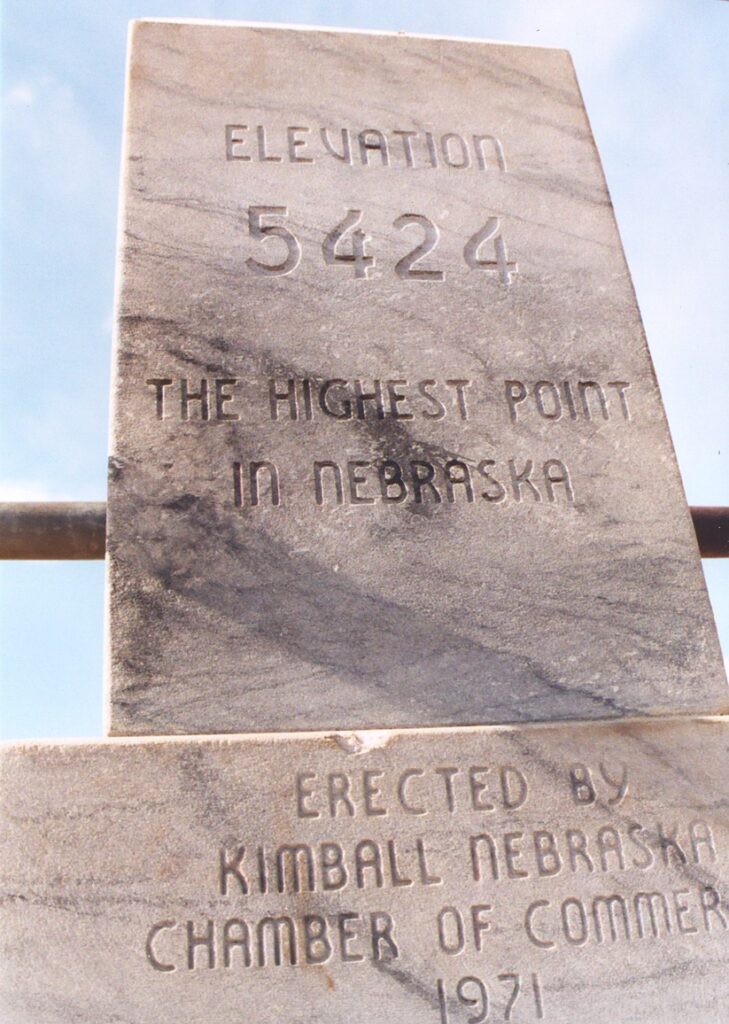 ELEVATION
5424
THE HIGHEST POINT
IN NEBRASKA
ERECTED BY
KIMBALL NEBRASKA
CHAMBER OF COMMER
1971